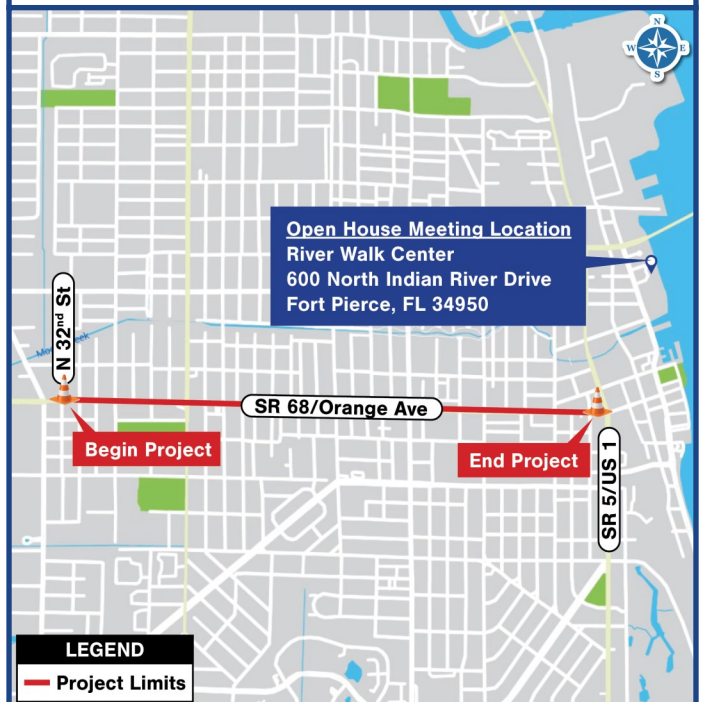 N
W
E
S
Open House Meeting Location
River Walk Center
600 North Indian River Drive
Fort Pierce, FL 34950
N 32nd St
SR 68/Orange Ave
Begin Project
End Project
SR 5/US 1
LEGEND
Project Limits